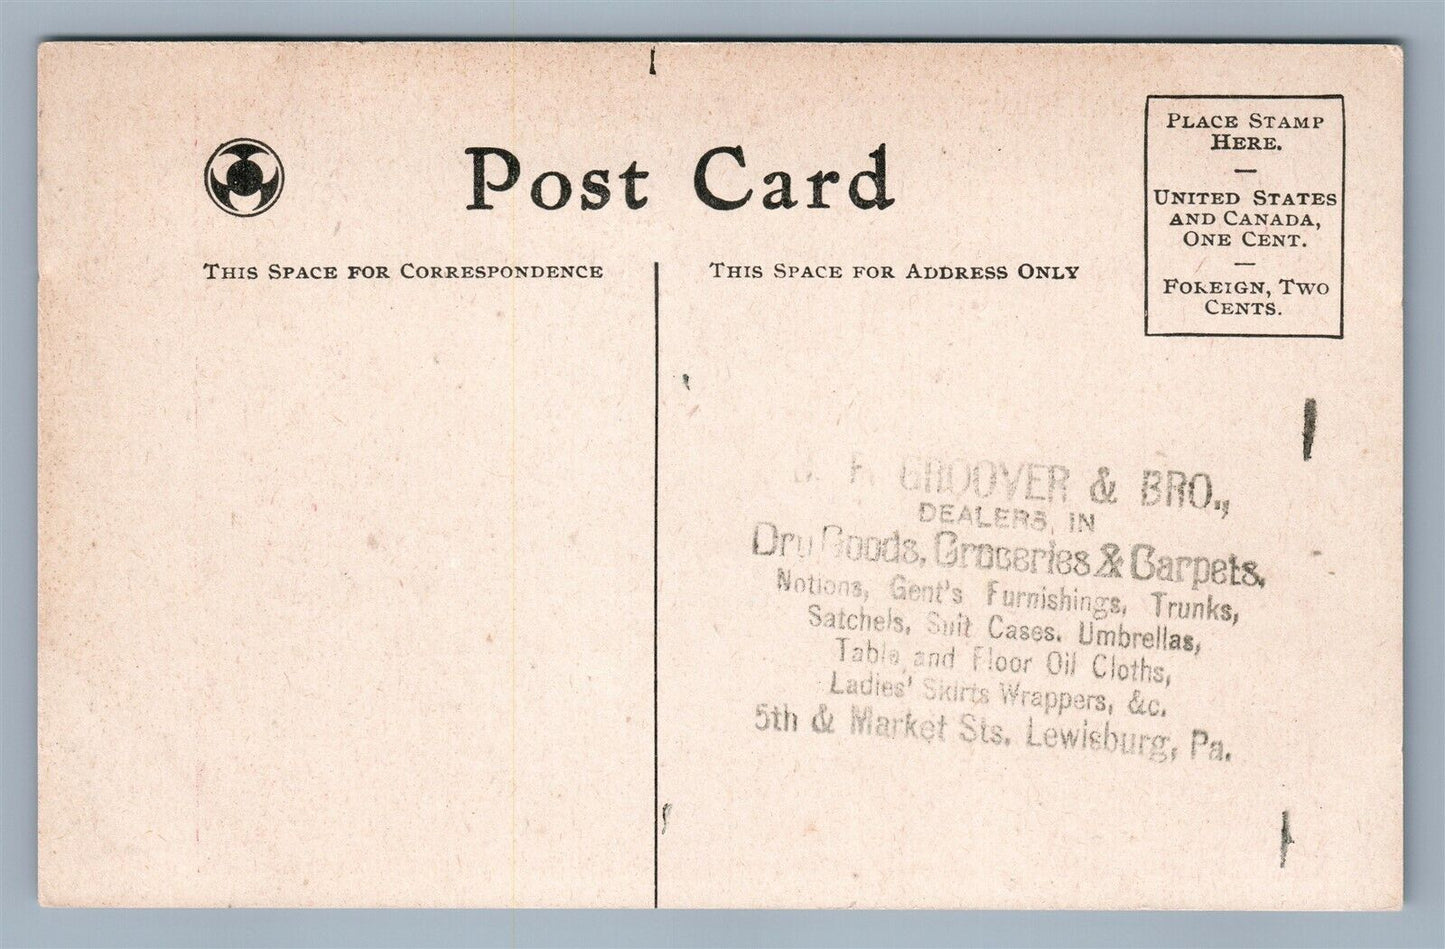 Post Card
THIS SPACE FOR CORRESPONDENCE
THIS SPACE FOR ADDRESS ONLY
PLACE STAMP
HERE.
—
UNITED STATES
AND CANADA,
ONE CENT.
—
FOREIGN, TWO
CENTS.
GROOVER & BRO.,
DEALERS IN
Dry Goods, Groceries & Carpets,
Notions, Gent's Furnishings, Trunks,
Satchels, Suit Cases, Umbrellas,
Table and Floor Oil Cloths,
Ladies' Skirts Wrappers, &c.
5th & Market Sts. Lewisburg, Pa.